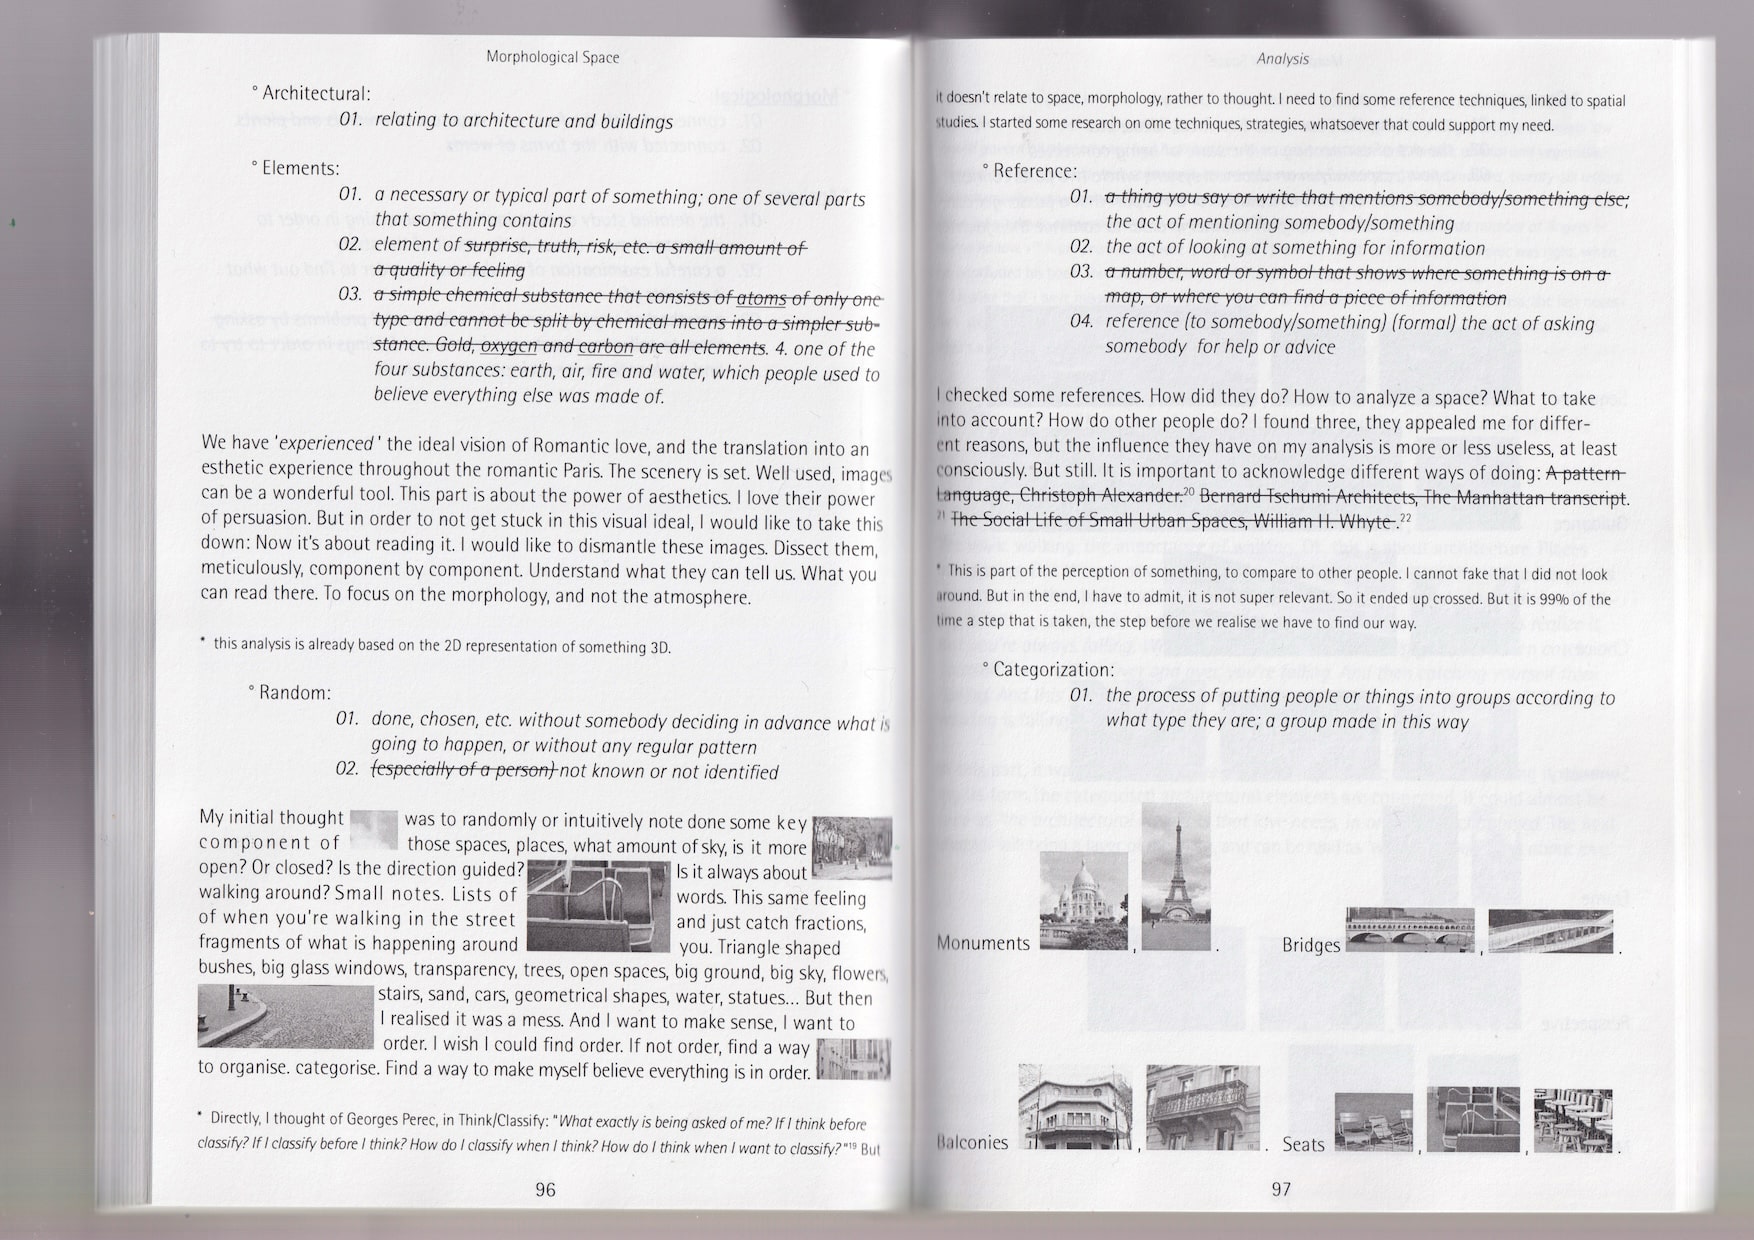 Morphological Space
° Architectural:
01. relating to architecture and buildings
° Elements:
01. a necessary or typical part of something; one of several parts
that something contains
02. element of surprise, truth, risk, etc. a small amount of
a quality or feeling
03. a simple chemical substance that consists of atoms of only one
type and cannot be split by chemical means into a simpler sub-
stance. Gold, oxygen and carbon are all elements. 4. one of the
four substances: earth, air, fire and water, which people used to
believe everything else was made of.
We have 'experienced' the ideal vision of Romantic love, and the translation into an
esthetic experience throughout the romantic Paris. The scenery is set. Well used, images
can be a wonderful tool. This part is about the power of aesthetics. I love their power
of persuasion. But in order to not get stuck in this visual ideal, I would like to take this
down: Now it's about reading it. I would like to dismantle these images. Dissect them,
meticulously, component by component. Understand what they can tell us. What you
can read there. To focus on the morphology, and not the atmosphere.
* this analysis is already based on the 2D representation of something 3D.
° Random:
01. done, chosen, etc. without somebody deciding in advance what is
going to happen, or without any regular pattern
02. (especially of a person) not known or not identified
My initial thought was to randomly or intuitively note done some key
component of those spaces, places, what amount of sky, is it more
open? Or closed? Is the direction guided? Is it always about
walking around? Small notes. Lists of words. This same feeling
of when you're walking in the street and just catch fractions,
fragments of what is happening around you. Triangle shaped
bushes, big glass windows, transparency, trees, open spaces, big ground, big sky, flowers,
stairs, sand, cars, geometrical shapes, water, statues... But then
I realised it was a mess. And I want to make sense, I want to
order. I wish I could find order. If not order, find a way
to organise. categorise. Find a way to make myself believe everything is in order.
* Directly, I thought of Georges Perec, in Think/Classify: "What exactly is being asked of me? If I think before
classify? If I classify before I think? How do I classify when I think? How do I think when I want to classify?"¹⁹ But
96
Analysis
it doesn't relate to space, morphology, rather to thought. I need to find some reference techniques, linked to spatial
studies. I started some research on ome techniques, strategies, whatsoever that could support my need.
° Reference:
01. a thing you say or write that mentions somebody/something else;
the act of mentioning somebody/something
02. the act of looking at something for information
03. a number, word or symbol that shows where something is on a
map, or where you can find a piece of information
04. reference (to somebody/something) (formal) the act of asking
somebody for help or advice
I checked some references. How did they do? How to analyze a space? What to take
into account? How do other people do? I found three, they appealed me for differ-
ent reasons, but the influence they have on my analysis is more or less useless, at least
consciously. But still. It is important to acknowledge different ways of doing: A pattern
Language, Christoph Alexander.²⁰ Bernard Tschumi Architects, The Manhattan transcript.
²¹ The Social Life of Small Urban Spaces, William H. Whyte .²²
* This is part of the perception of something, to compare to other people. I cannot fake that I did not look
around. But in the end, I have to admit, it is not super relevant. So it ended up crossed. But it is 99% of the
time a step that is taken, the step before we realise we have to find our way.
° Categorization:
01. the process of putting people or things into groups according to
what type they are; a group made in this way
Monuments , . Bridges , .
Balconies , . Seats , , .
97